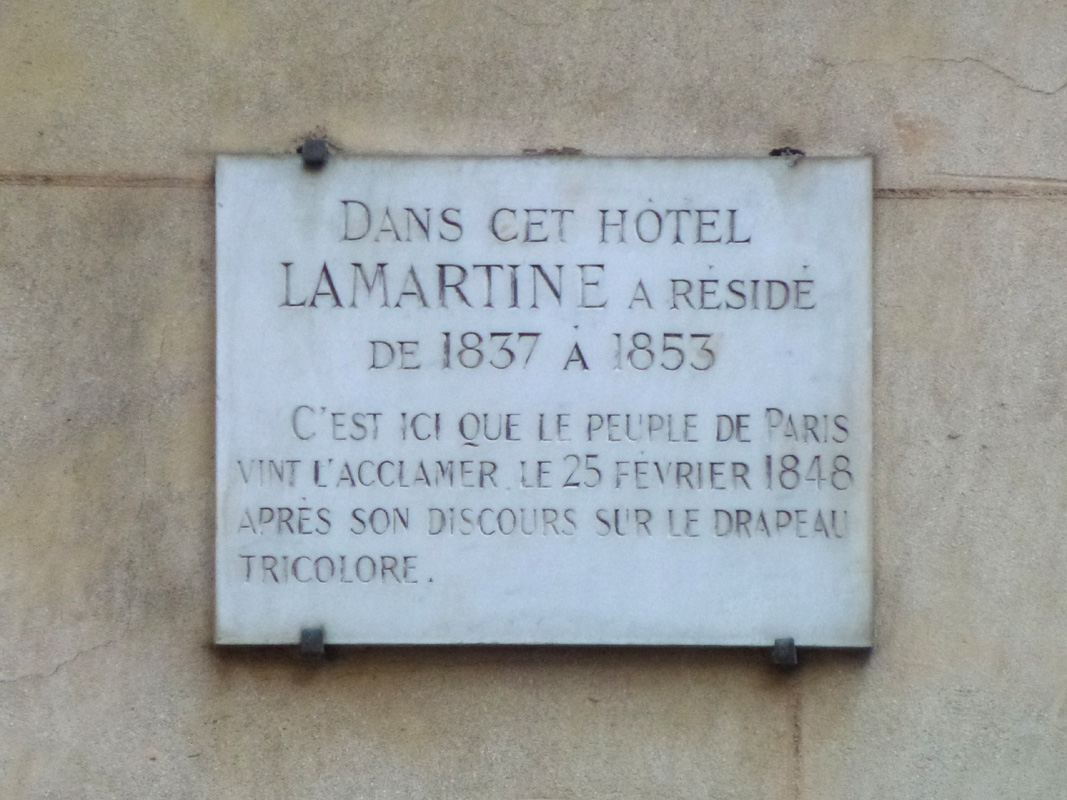 DANS CET HÔTEL
LAMARTINE A RÉSIDÉ
DE 1837 À 1853
C'EST ICI QUE LE PEUPLE DE PARIS
VINT L'ACCLAMER LE 25 FÉVRIER 1848
APRÈS SON DISCOURS SUR LE DRAPEAU
TRICOLORE.